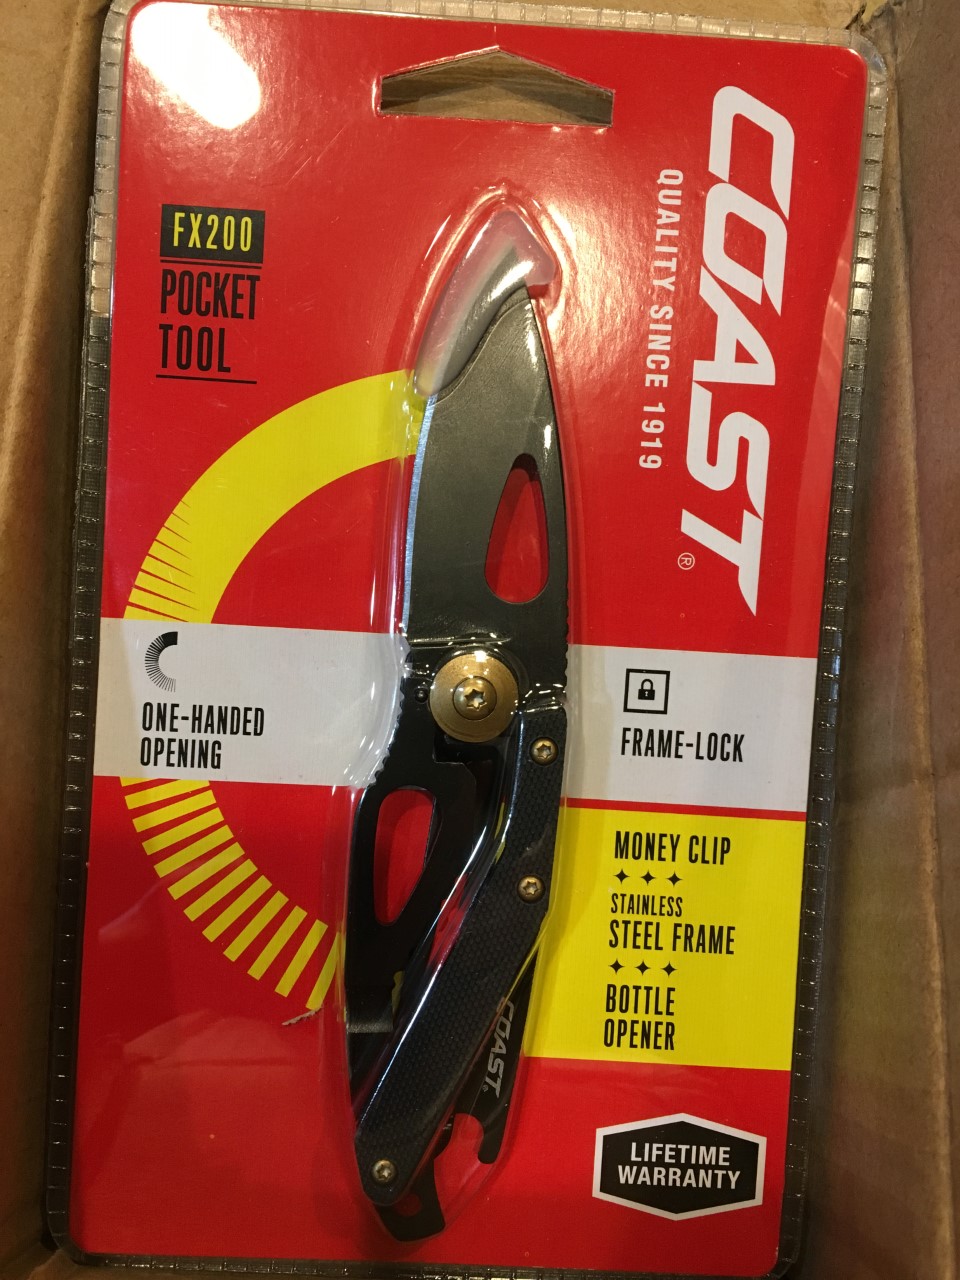 COAST®
QUALITY SINCE 1919
FX200
POCKET
TOOL
ONE-HANDED
OPENING
FRAME-LOCK
MONEY CLIP
STAINLESS
STEEL FRAME
BOTTLE
OPENER
COAST
LIFETIME
WARRANTY